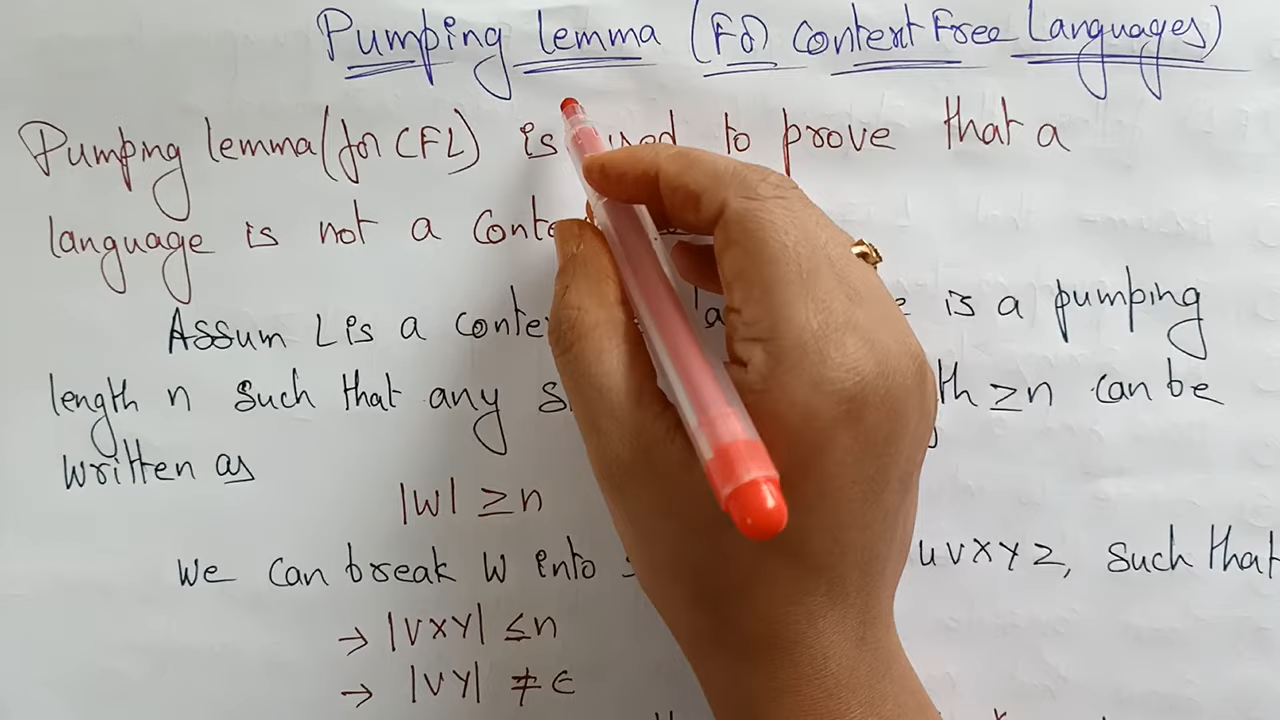 Pumping lemma (For Context Free Languages)
Pumping lemma (for CFL) is used to prove that a
language is not a Conte
Assum L is a conte is a pumping
length n such that any ≥n can be
written as
|W| ≥ n
We can break W into uvxyz, such that
→ |VXY| ≤ n
→ |VY| ≠ ϵ